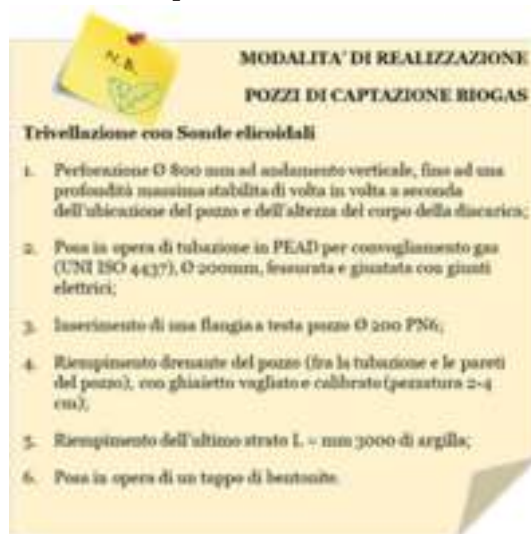 N.B.
MODALITA' DI REALIZZAZIONE
POZZI DI CAPTAZIONE BIOGAS
Trivellazione con Sonde elicoidali
1. Perforazione Ø 800 mm ad andamento verticale, fino ad una
profondità massima stabilita di volta in volta a seconda
dell'ubicazione del pozzo e dell'altezza del corpo della discarica;
2. Posa in opera di tubazione in PEAD per convogliamento gas
(UNI ISO 4437), Ø 200mm, fessurata e giuntata con giunti
elettrici;
3. Inserimento di una flangia a testa pozzo Ø 200 PN6;
4. Riempimento drenante del pozzo (fra la tubazione e le pareti
del pozzo), con ghiaietto vagliato e calibrato (pezzatura 2-4
cm);
5. Riempimento dell'ultimo strato L = mm 3000 di argilla;
6. Posa in opera di un tappo di bentonite.